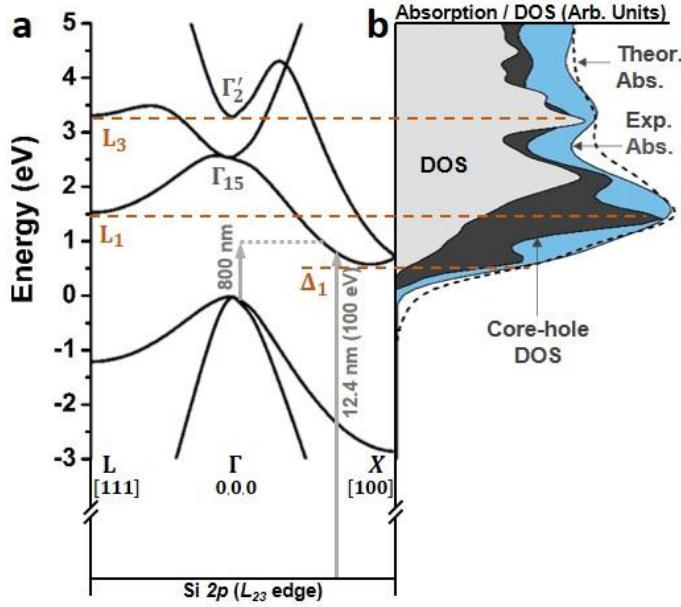 a
b
Absorption / DOS (Arb. Units)
Energy (eV)
5
4
3
2
1
0
-1
-2
-3
Γ′₂
L₃
Γ₁₅
L₁
Δ₁
800 nm
12.4 nm (100 eV)
L
[111]
Γ
0.0.0
X
[100]
Si 2p (L₂₃ edge)
Theor.
Abs.
Exp.
Abs.
DOS
Core-hole
DOS